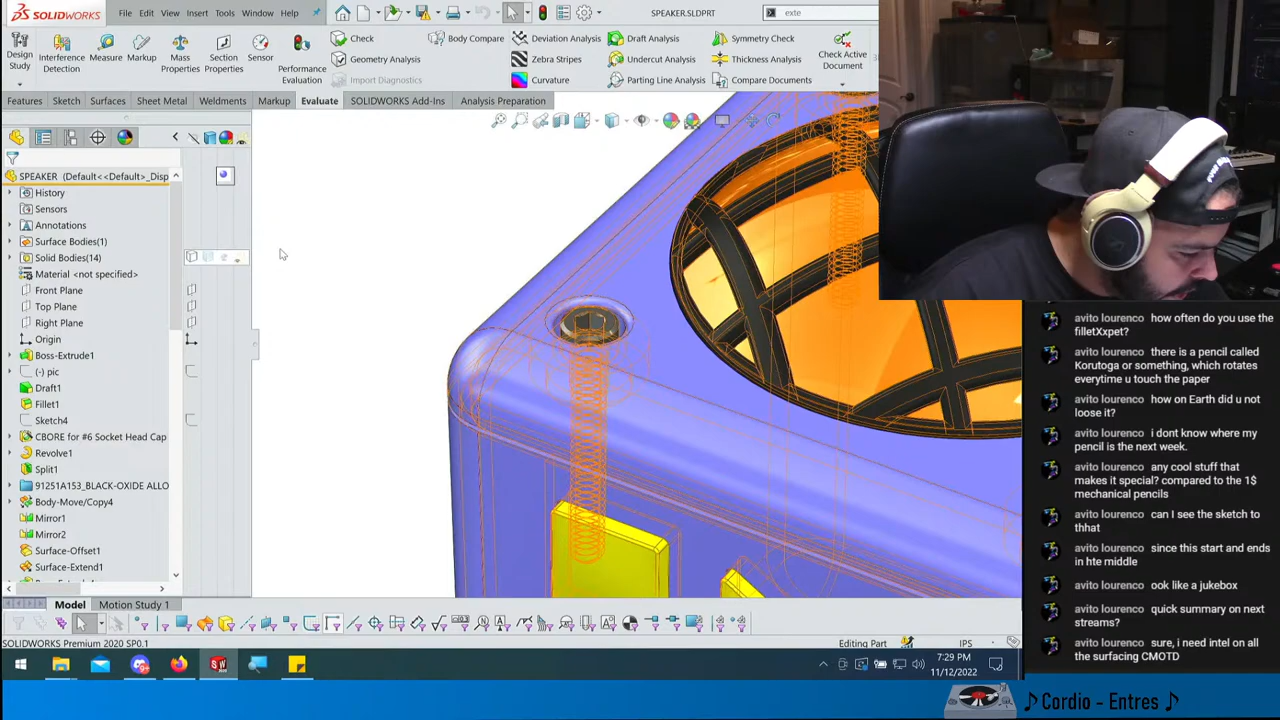 SOLIDWORKS File Edit View Insert Tools Window Help SPEAKER.SLDPRT exte
Design Study
Interference Detection
Measure
Markup
Mass Properties
Section Properties
Sensor
Performance Evaluation
Check
Geometry Analysis
Import Diagnostics
Body Compare
Deviation Analysis
Zebra Stripes
Curvature
Draft Analysis
Undercut Analysis
Parting Line Analysis
Symmetry Check
Thickness Analysis
Compare Documents
Check Active Document
Features Sketch Surfaces Sheet Metal Weldments Markup Evaluate SOLIDWORKS Add-Ins Analysis Preparation
SPEAKER (Default<<Default>_Disp
History
Sensors
Annotations
Surface Bodies(1)
Solid Bodies(14)
Material <not specified>
Front Plane
Top Plane
Right Plane
Origin
Boss-Extrude1
(-) pic
Draft1
Fillet1
Sketch4
CBORE for #6 Socket Head Cap
Revolve1
Split1
91251A153_BLACK-OXIDE ALLO
Body-Move/Copy4
Mirror1
Mirror2
Surface-Offset1
Surface-Extend1
Model Motion Study 1
SOLIDWORKS Premium 2020 SP0.1 Editing Part IPS
7:29 PM
11/12/2022
avito lourenco how often do you use the
filletXxpet?
avito lourenco there is a pencil called
Korutoga or something, which rotates
everytime u touch the paper
avito lourenco how on Earth did u not
loose it?
avito lourenco i dont know where my
pencil is the next week.
avito lourenco any cool stuff that
makes it special? compared to the 1$
mechanical pencils
avito lourenco can I see the sketch to
thhat
avito lourenco since this start and ends
in hte middle
avito lourenco ook like a jukebox
avito lourenco quick summary on next
streams?
avito lourenco sure, i need intel on all
the surfacing CMOTD
♪ Cordio - Entres ♪